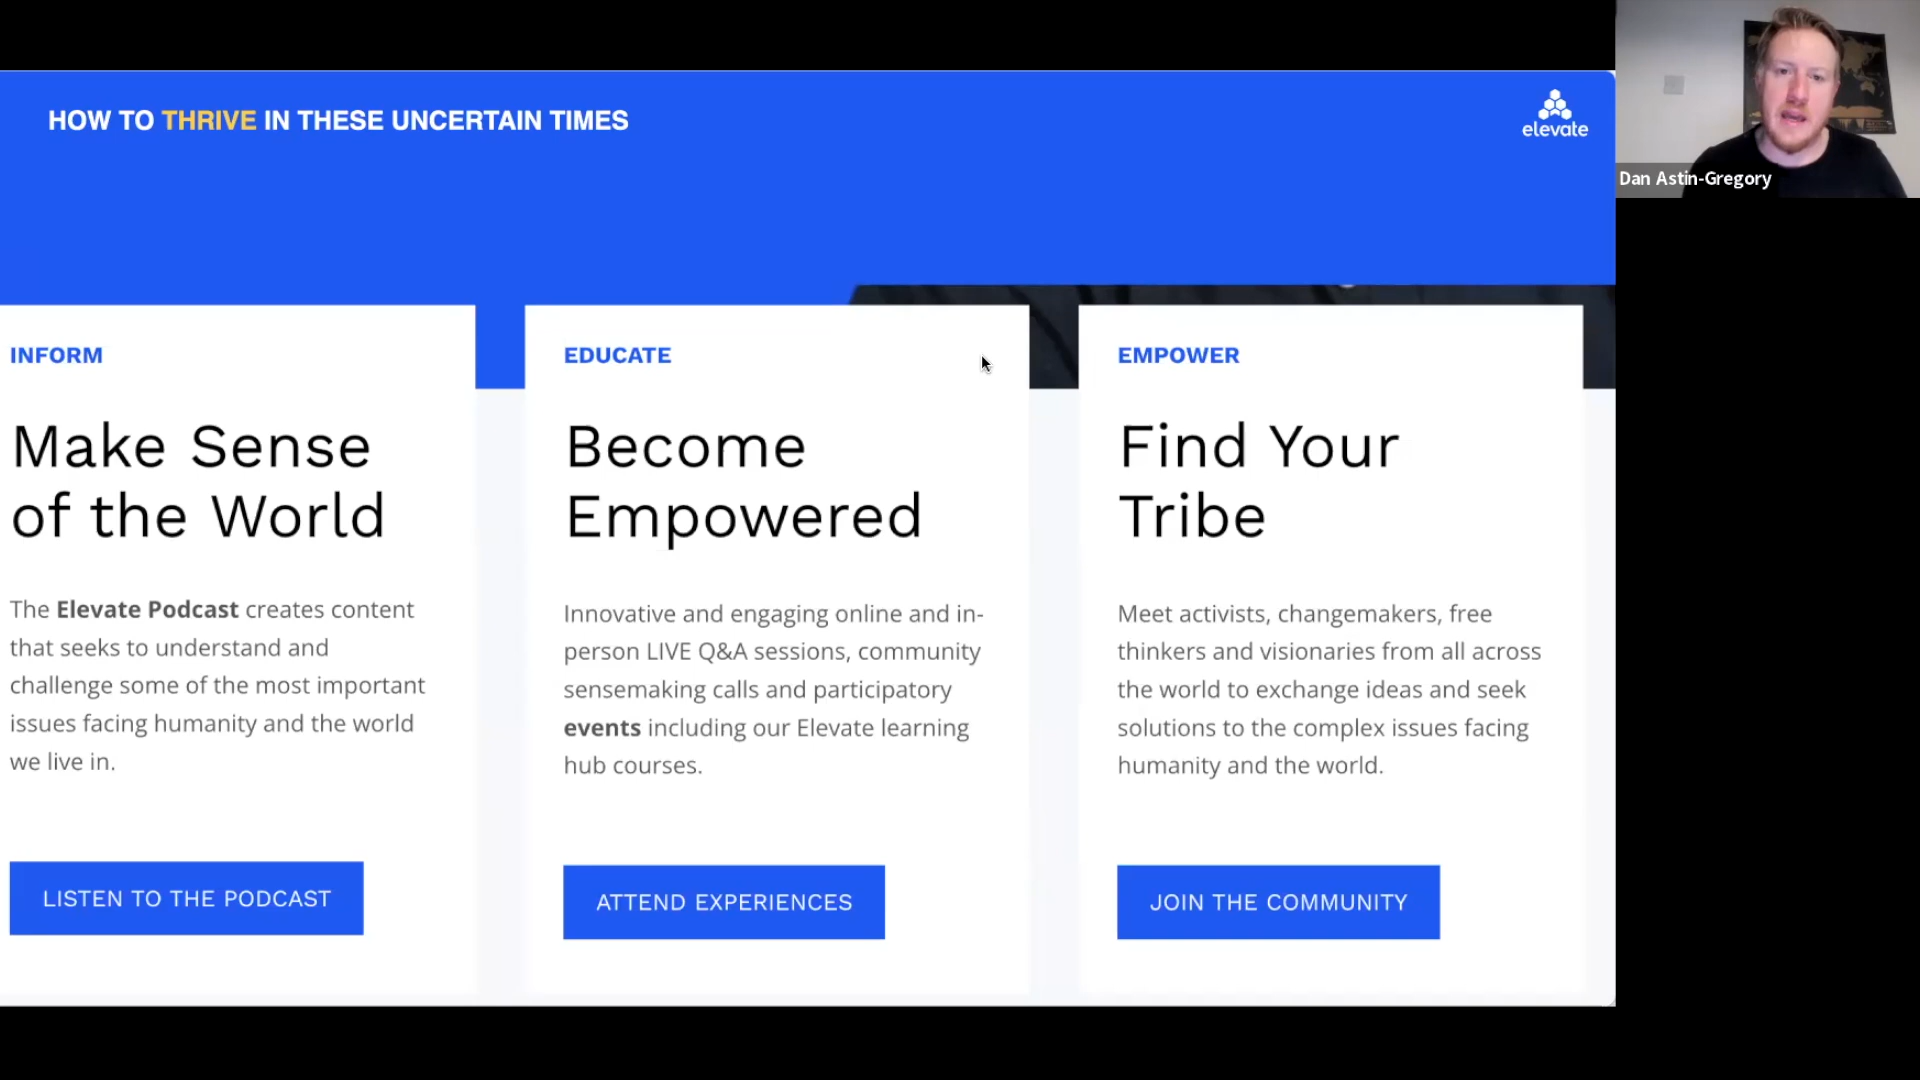 HOW TO THRIVE IN THESE UNCERTAIN TIMES
elevate
Dan Astin-Gregory
INFORM
Make Sense
of the World
The Elevate Podcast creates content
that seeks to understand and
challenge some of the most important
issues facing humanity and the world
we live in.
LISTEN TO THE PODCAST
EDUCATE
Become
Empowered
Innovative and engaging online and in-
person LIVE Q&A sessions, community
sensemaking calls and participatory
events including our Elevate learning
hub courses.
ATTEND EXPERIENCES
EMPOWER
Find Your
Tribe
Meet activists, changemakers, free
thinkers and visionaries from all across
the world to exchange ideas and seek
solutions to the complex issues facing
humanity and the world.
JOIN THE COMMUNITY